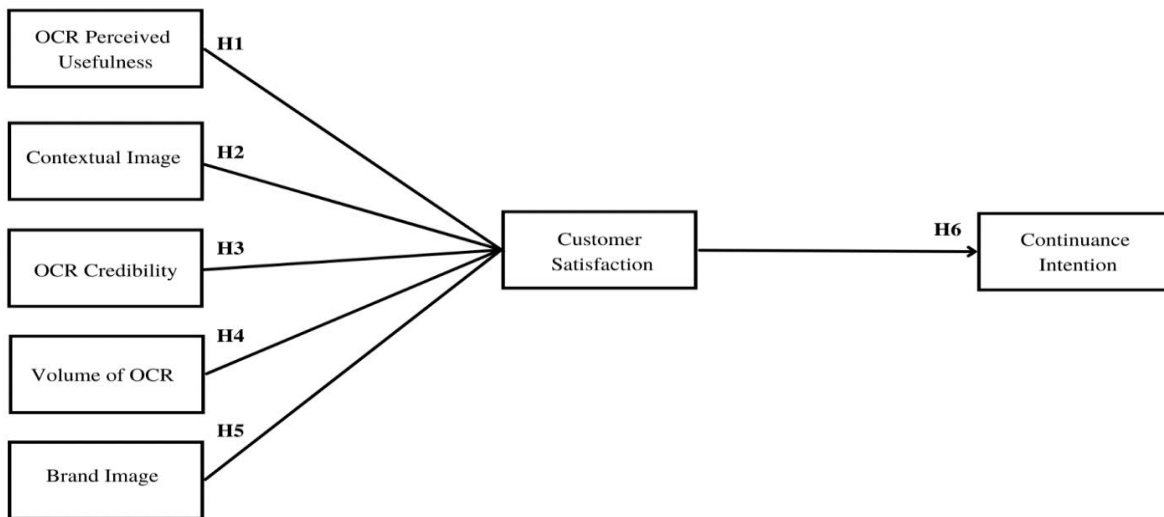 OCR Perceived
Usefulness
H1
Contextual Image
H2
OCR Credibility
H3
Volume of OCR
H4
Brand Image
H5
Customer
Satisfaction
H6
Continuance
Intention